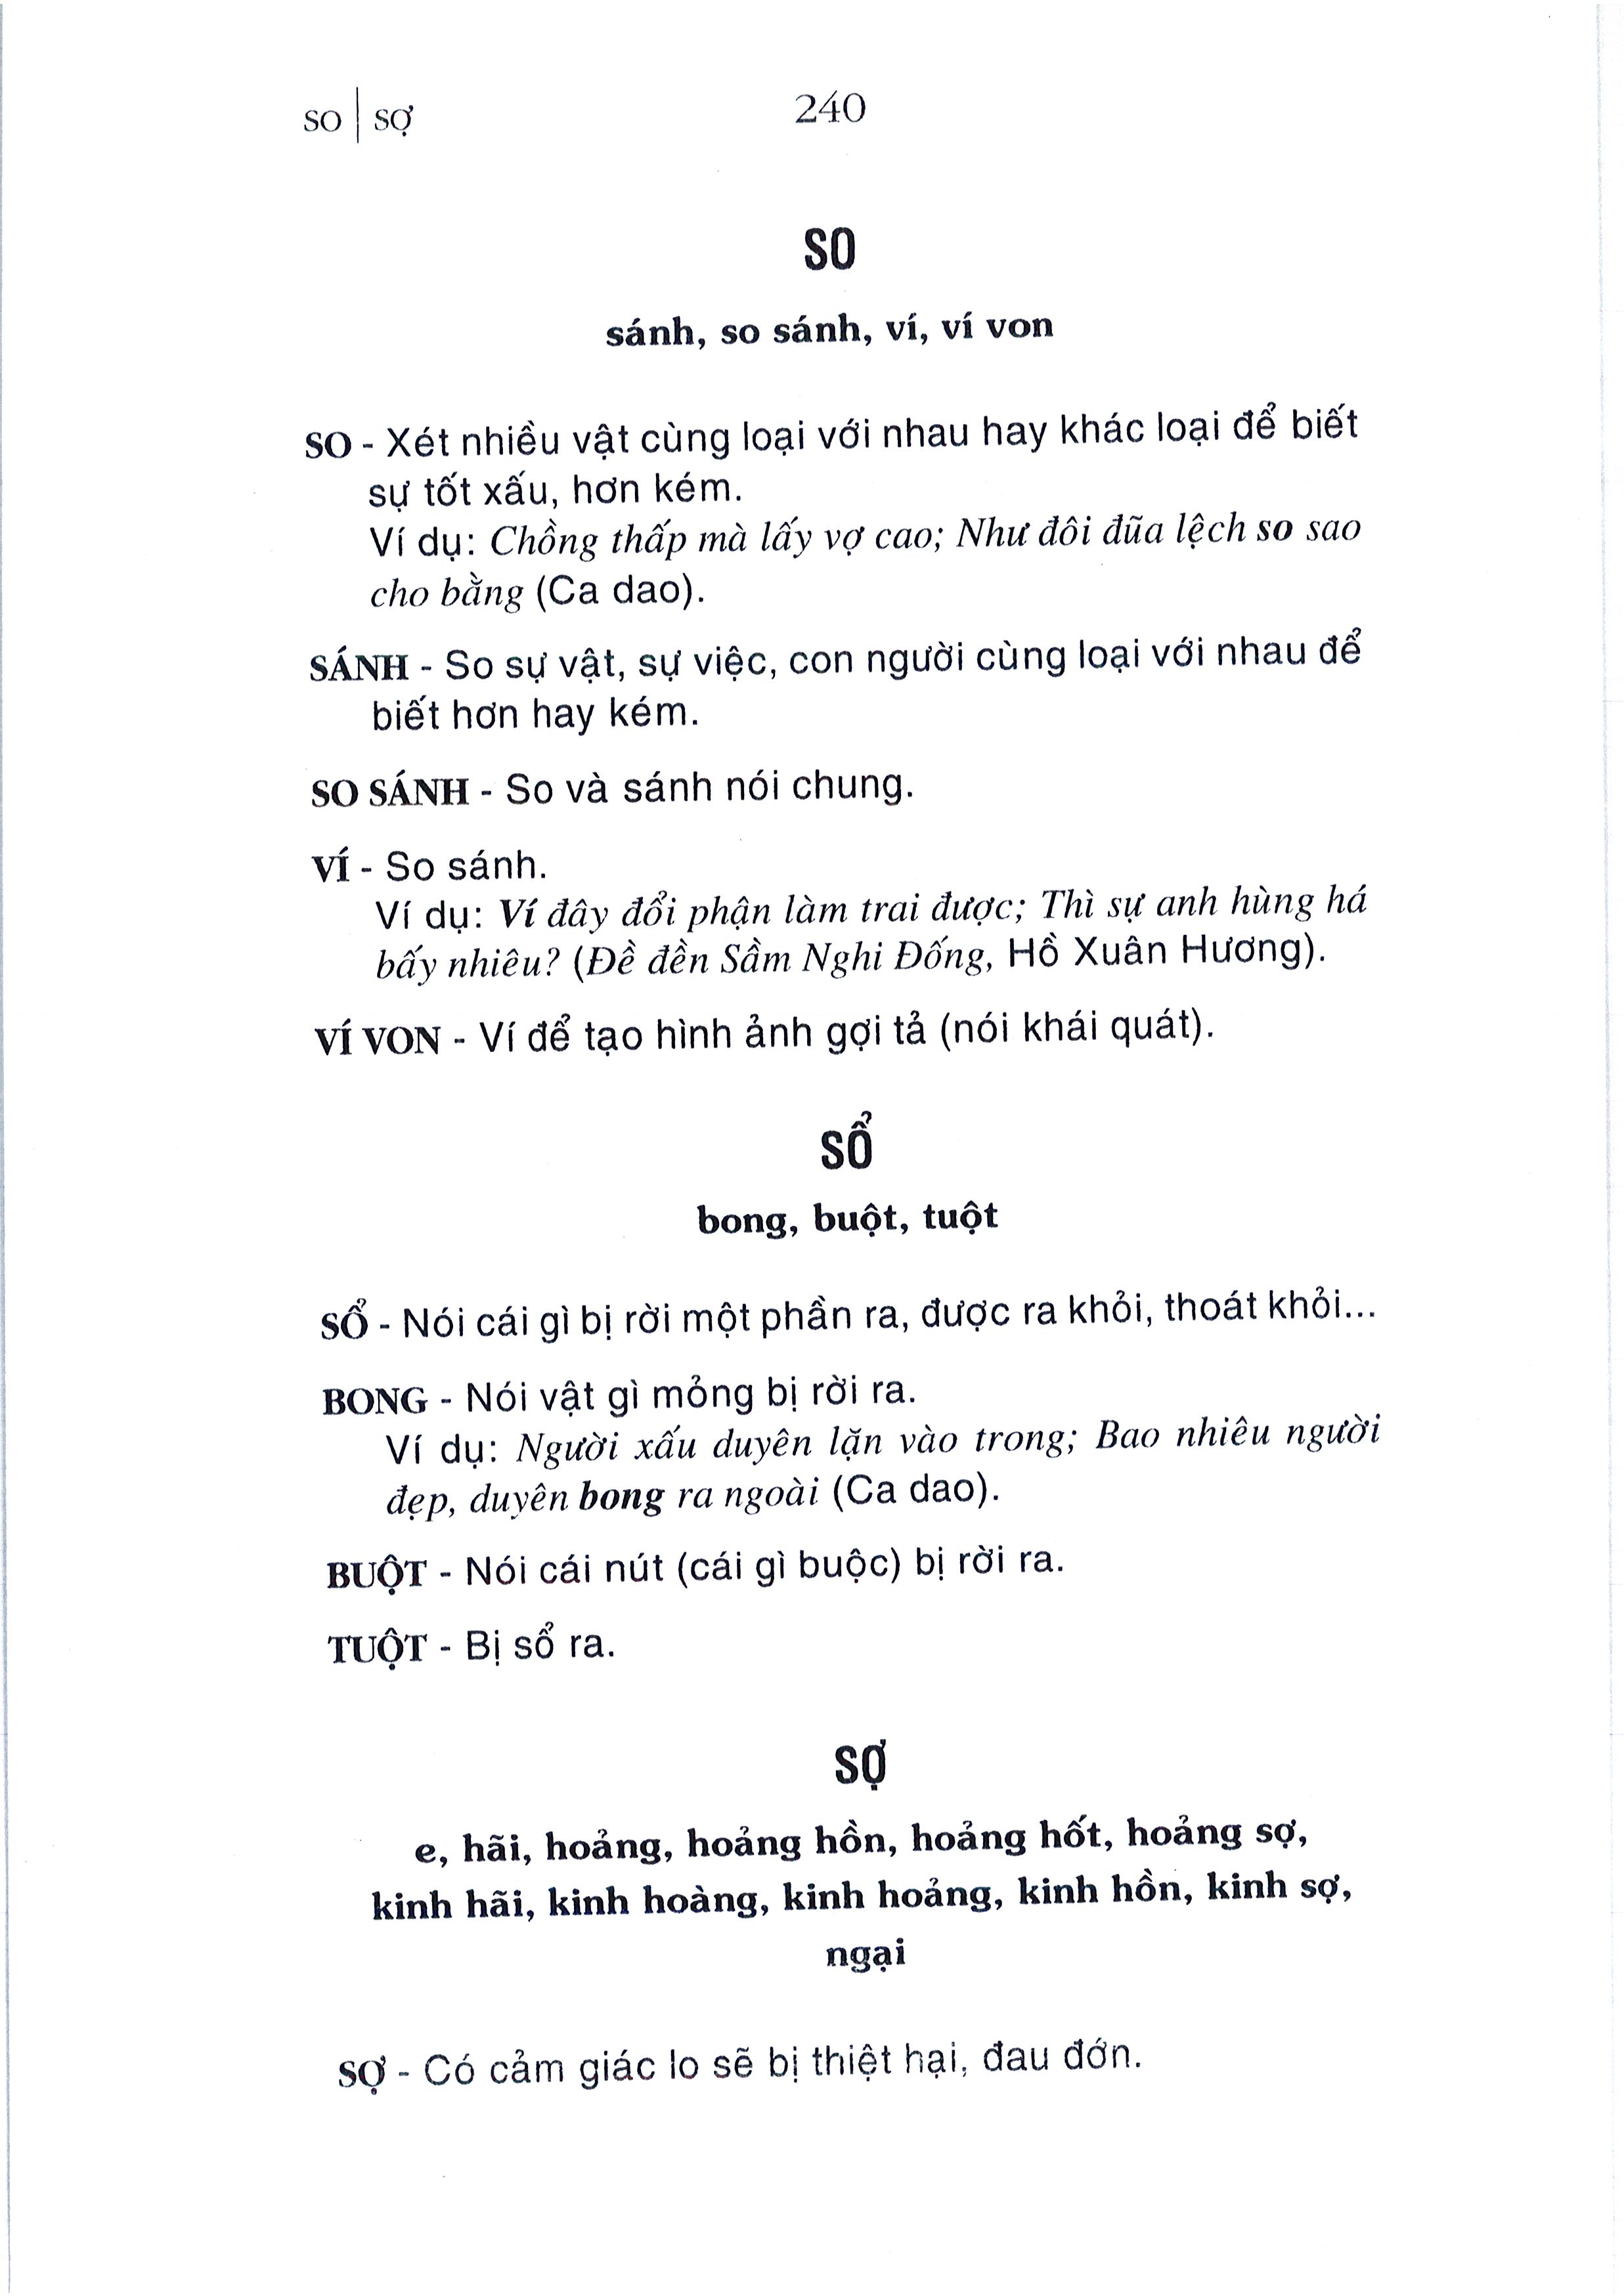 so | sợ
240
SO
sánh, so sánh, ví, ví von
SO - Xét nhiều vật cùng loại với nhau hay khác loại để biết
sự tốt xấu, hơn kém.
Ví dụ: Chồng thấp mà lấy vợ cao; Như đôi đũa lệch so sao
cho bằng (Ca dao).
SÁNH - So sự vật, sự việc, con người cùng loại với nhau để
biết hơn hay kém.
SO SÁNH - So và sánh nói chung.
VÍ - So sánh.
Ví dụ: Ví đây đổi phận làm trai được; Thì sự anh hùng há
bấy nhiêu? (Đề đền Sầm Nghi Đống, Hồ Xuân Hương).
VÍ VON - Ví để tạo hình ảnh gợi tả (nói khái quát).
SỔ
bong, buột, tuột
SỔ - Nói cái gì bị rời một phần ra, được ra khỏi, thoát khỏi...
BONG - Nói vật gì mỏng bị rời ra.
Ví dụ: Người xấu duyên lặn vào trong; Bao nhiêu người
đẹp, duyên bong ra ngoài (Ca dao).
BUỘT - Nói cái nút (cái gì buộc) bị rời ra.
TUỘT - Bị sổ ra.
SỢ
e, hãi, hoảng, hoảng hồn, hoảng hốt, hoảng sợ,
kinh hãi, kinh hoàng, kinh hoảng, kinh hồn, kinh sợ,
ngại
SỢ - Có cảm giác lo sẽ bị thiệt hại, đau đớn.